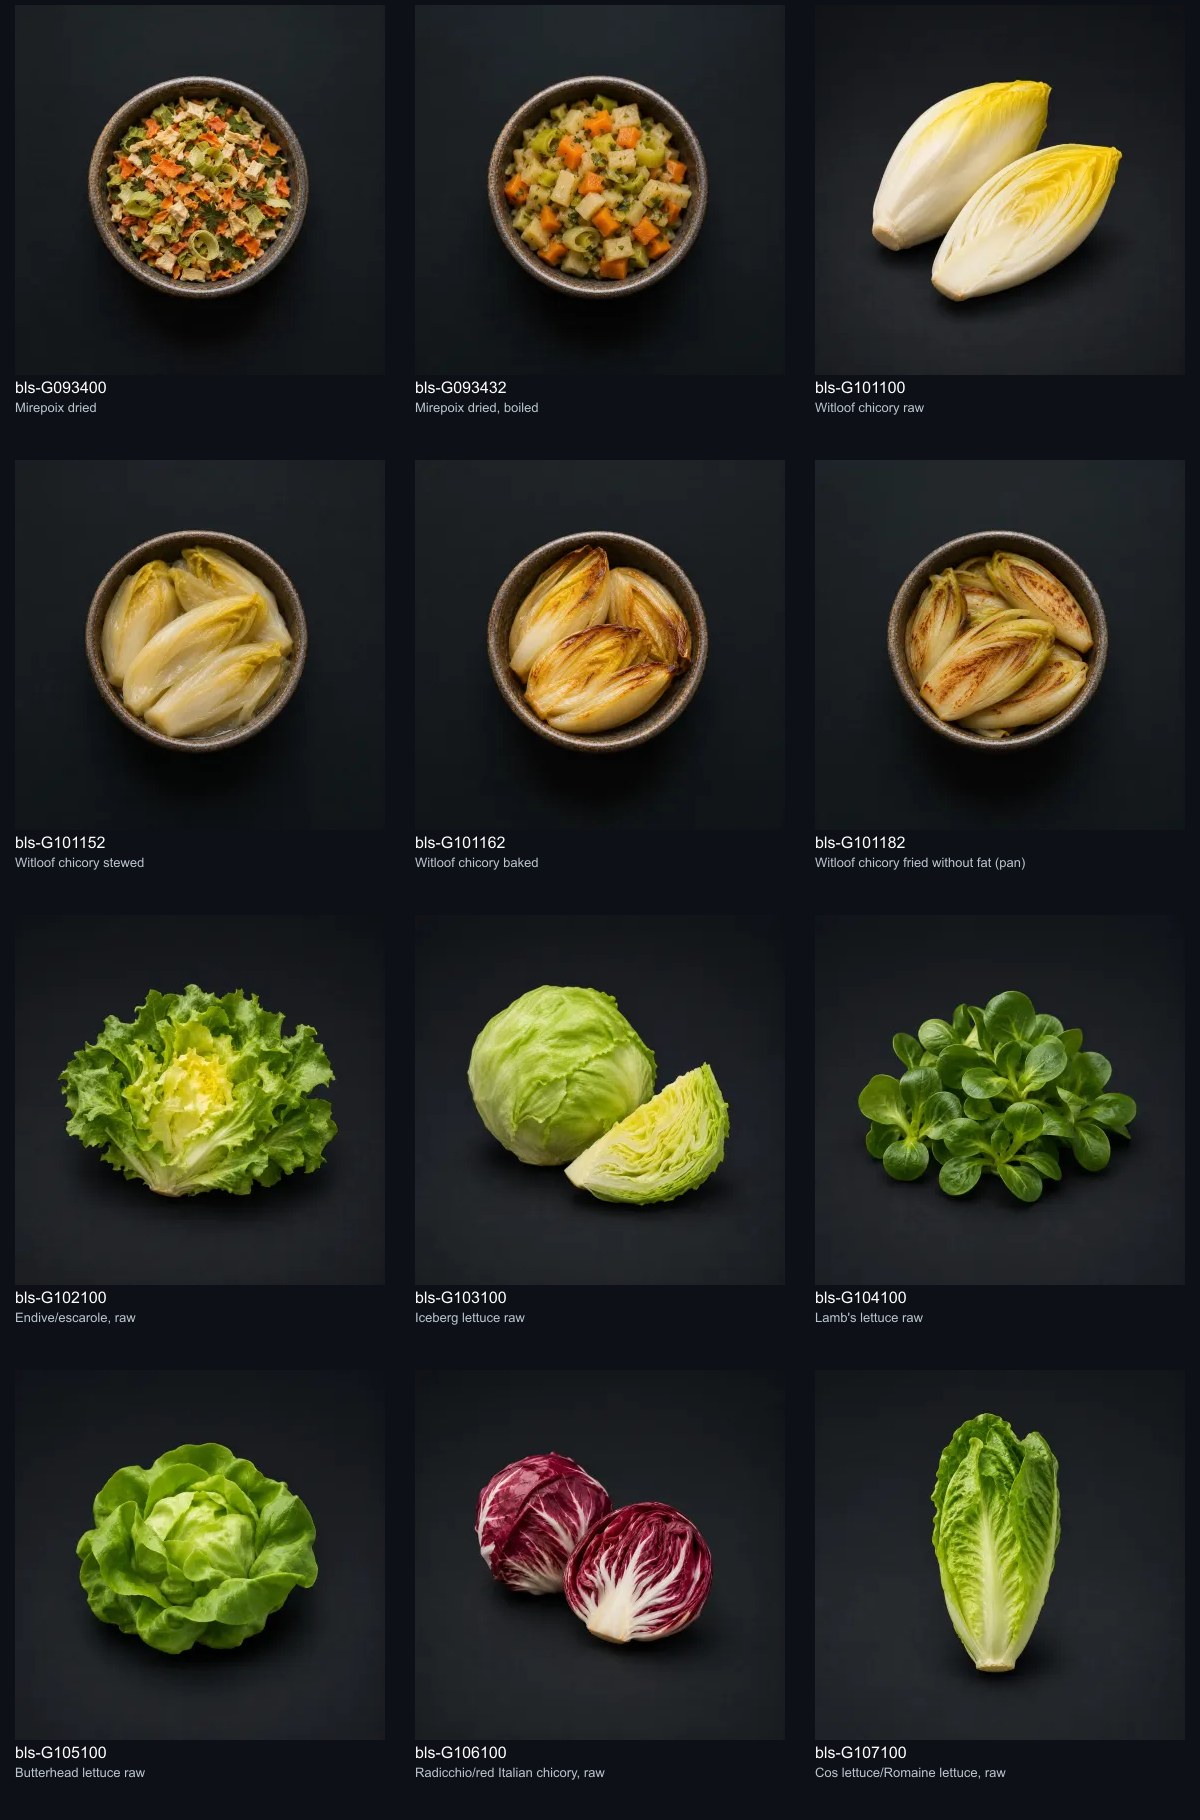 bls-G093400
Mirepoix dried
bls-G093432
Mirepoix dried, boiled
bls-G101100
Witloof chicory raw
bls-G101152
Witloof chicory stewed
bls-G101162
Witloof chicory baked
bls-G101182
Witloof chicory fried without fat (pan)
bls-G102100
Endive/escarole, raw
bls-G103100
Iceberg lettuce raw
bls-G104100
Lamb's lettuce raw
bls-G105100
Butterhead lettuce raw
bls-G106100
Radicchio/red Italian chicory, raw
bls-G107100
Cos lettuce/Romaine lettuce, raw